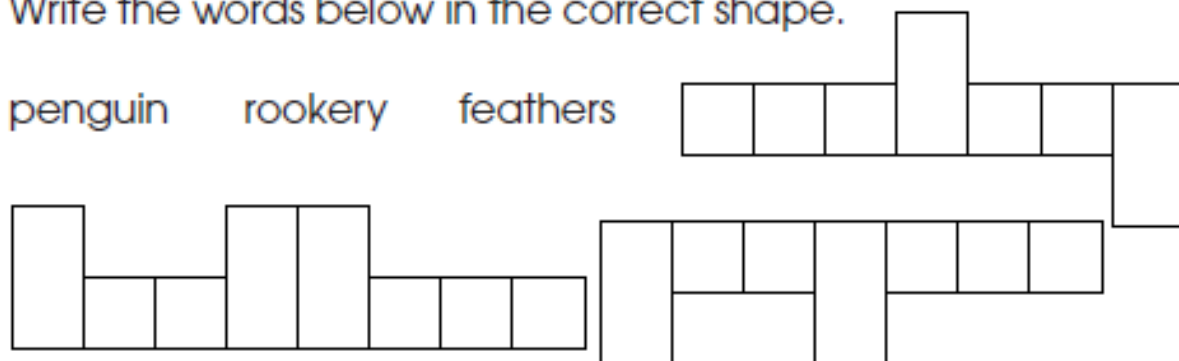 Write the words below in the correct shape.
penguin rookery feathers